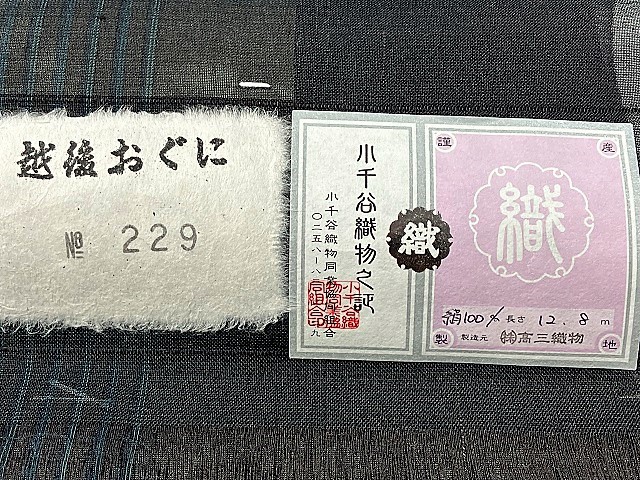 越後おぐに
№ 229
小千谷織物之証
小千谷織物同業協同組合
織
謹
産
織
絹100% 長さ 12.8 m
製
製造元 ㈱高三織物
地